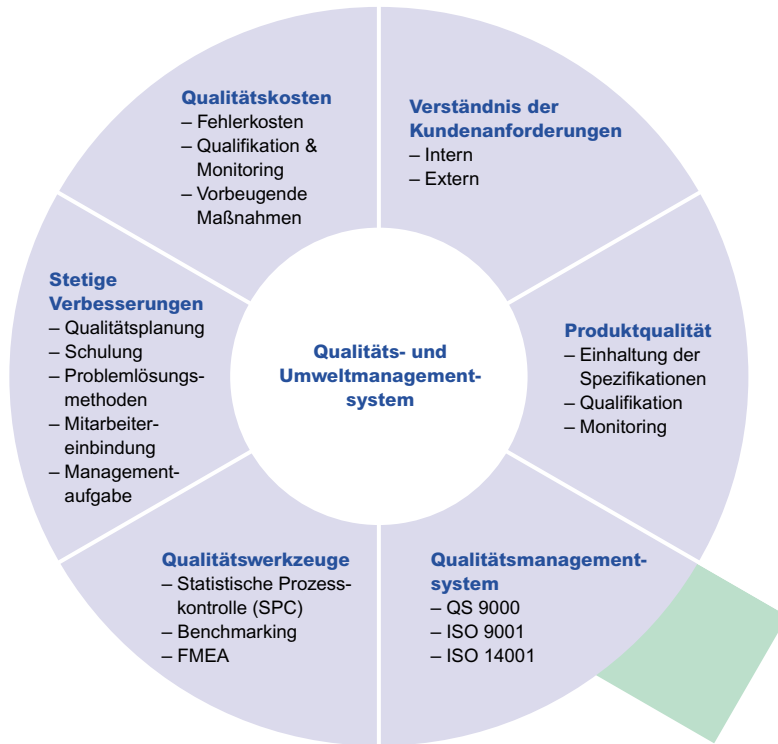 Qualitätskosten
– Fehlerkosten
– Qualifikation &
Monitoring
– Vorbeugende
Maßnahmen
Verständnis der
Kundenanforderungen
– Intern
– Extern
Stetige
Verbesserungen
– Qualitätsplanung
– Schulung
– Problemlösungs-
methoden
– Mitarbeiter-
einbindung
– Management-
aufgabe
Qualitäts- und
Umweltmanagement-
system
Produktqualität
– Einhaltung der
Spezifikationen
– Qualifikation
– Monitoring
Qualitätswerkzeuge
– Statistische Prozess-
kontrolle (SPC)
– Benchmarking
– FMEA
Qualitätsmanagement-
system
– QS 9000
– ISO 9001
– ISO 14001